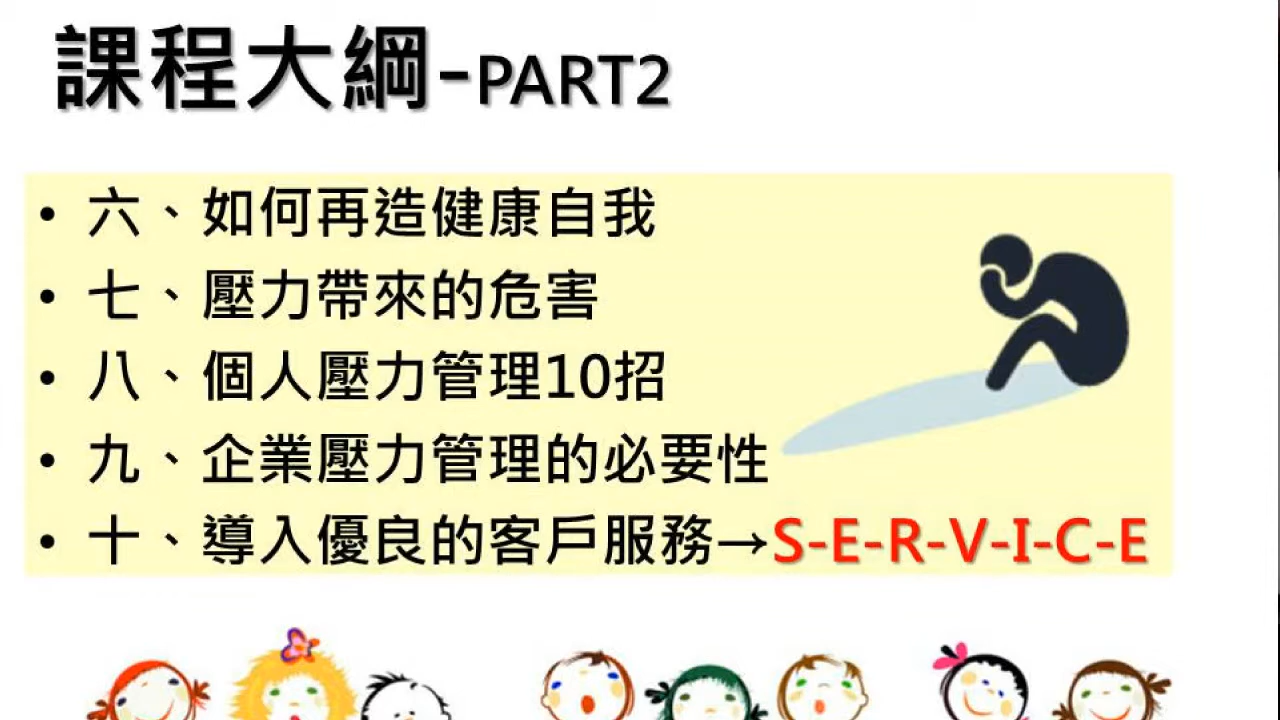 課程大綱-PART2
• 六、如何再造健康自我
• 七、壓力帶來的危害
• 八、個人壓力管理10招
• 九、企業壓力管理的必要性
• 十、導入優良的客戶服務→S-E-R-V-I-C-E